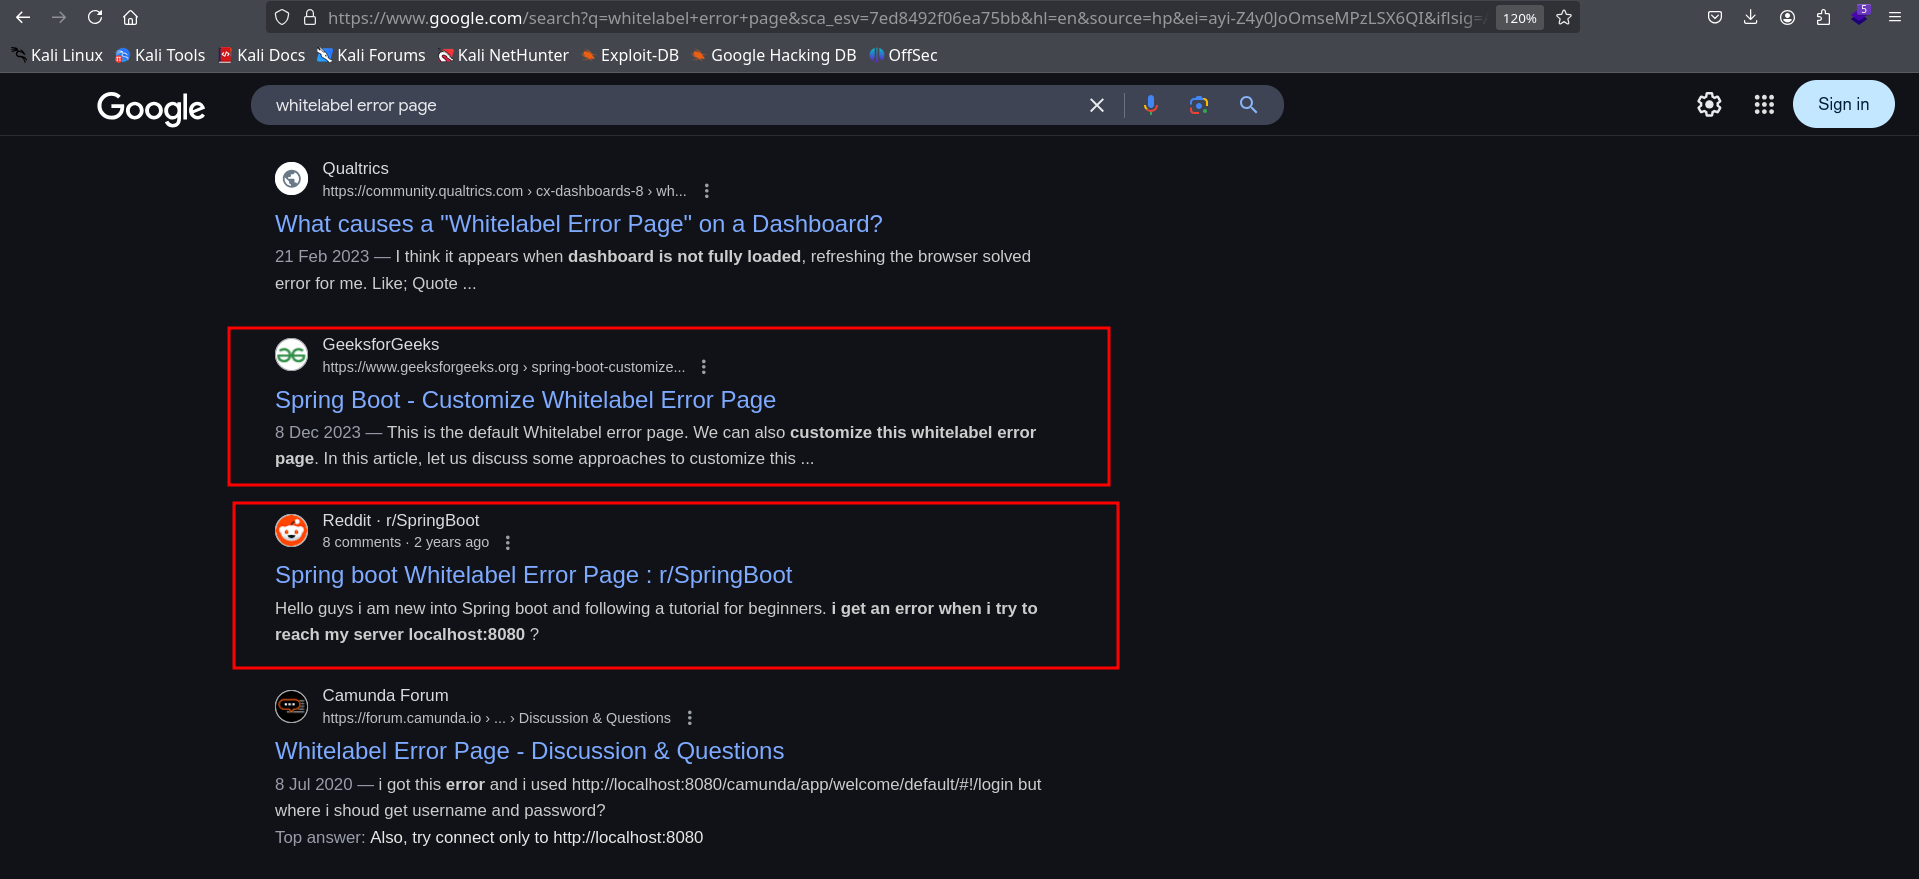 https://www.google.com/search?q=whitelabel+error+page&sca_esv=7ed8492f06ea75bb&hl=en&source=hp&ei=ayi-Z4y0JoOmseMPzLSX6QI&iflsig=
120%
5
Kali Linux Kali Tools Kali Docs Kali Forums Kali NetHunter Exploit-DB Google Hacking DB OffSec
Google
whitelabel error page
Sign in
Qualtrics
https://community.qualtrics.com › cx-dashboards-8 › wh...
What causes a "Whitelabel Error Page" on a Dashboard?
21 Feb 2023 — I think it appears when dashboard is not fully loaded, refreshing the browser solved
error for me. Like; Quote ...
GeeksforGeeks
https://www.geeksforgeeks.org › spring-boot-customize...
Spring Boot - Customize Whitelabel Error Page
8 Dec 2023 — This is the default Whitelabel error page. We can also customize this whitelabel error
page. In this article, let us discuss some approaches to customize this ...
Reddit · r/SpringBoot
8 comments · 2 years ago
Spring boot Whitelabel Error Page : r/SpringBoot
Hello guys i am new into Spring boot and following a tutorial for beginners. i get an error when i try to
reach my server localhost:8080 ?
Camunda Forum
https://forum.camunda.io › ... › Discussion & Questions
Whitelabel Error Page - Discussion & Questions
8 Jul 2020 — i got this error and i used http://localhost:8080/camunda/app/welcome/default/#!/login but
where i shoud get username and password?
Top answer: Also, try connect only to http://localhost:8080